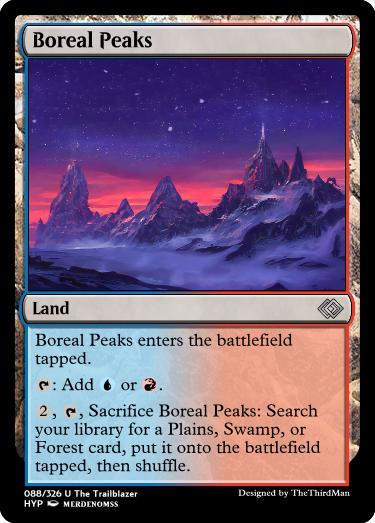 Boreal Peaks
Land
Boreal Peaks enters the battlefield
tapped.
: Add or .
2 , , Sacrifice Boreal Peaks: Search
your library for a Plains, Swamp, or
Forest card, put it onto the battlefield
tapped, then shuffle.
088/326 U The Trailblazer
Designed by TheThirdMan
HYP MERDENOMSS